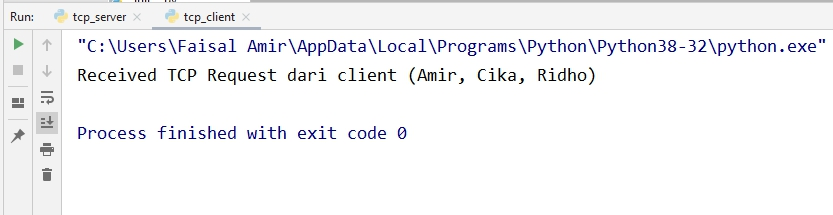 Run:
tcp_server
tcp_client
"C:\Users\Faisal Amir\AppData\Local\Programs\Python\Python38-32\python.exe"
Received TCP Request dari client (Amir, Cika, Ridho)
Process finished with exit code 0